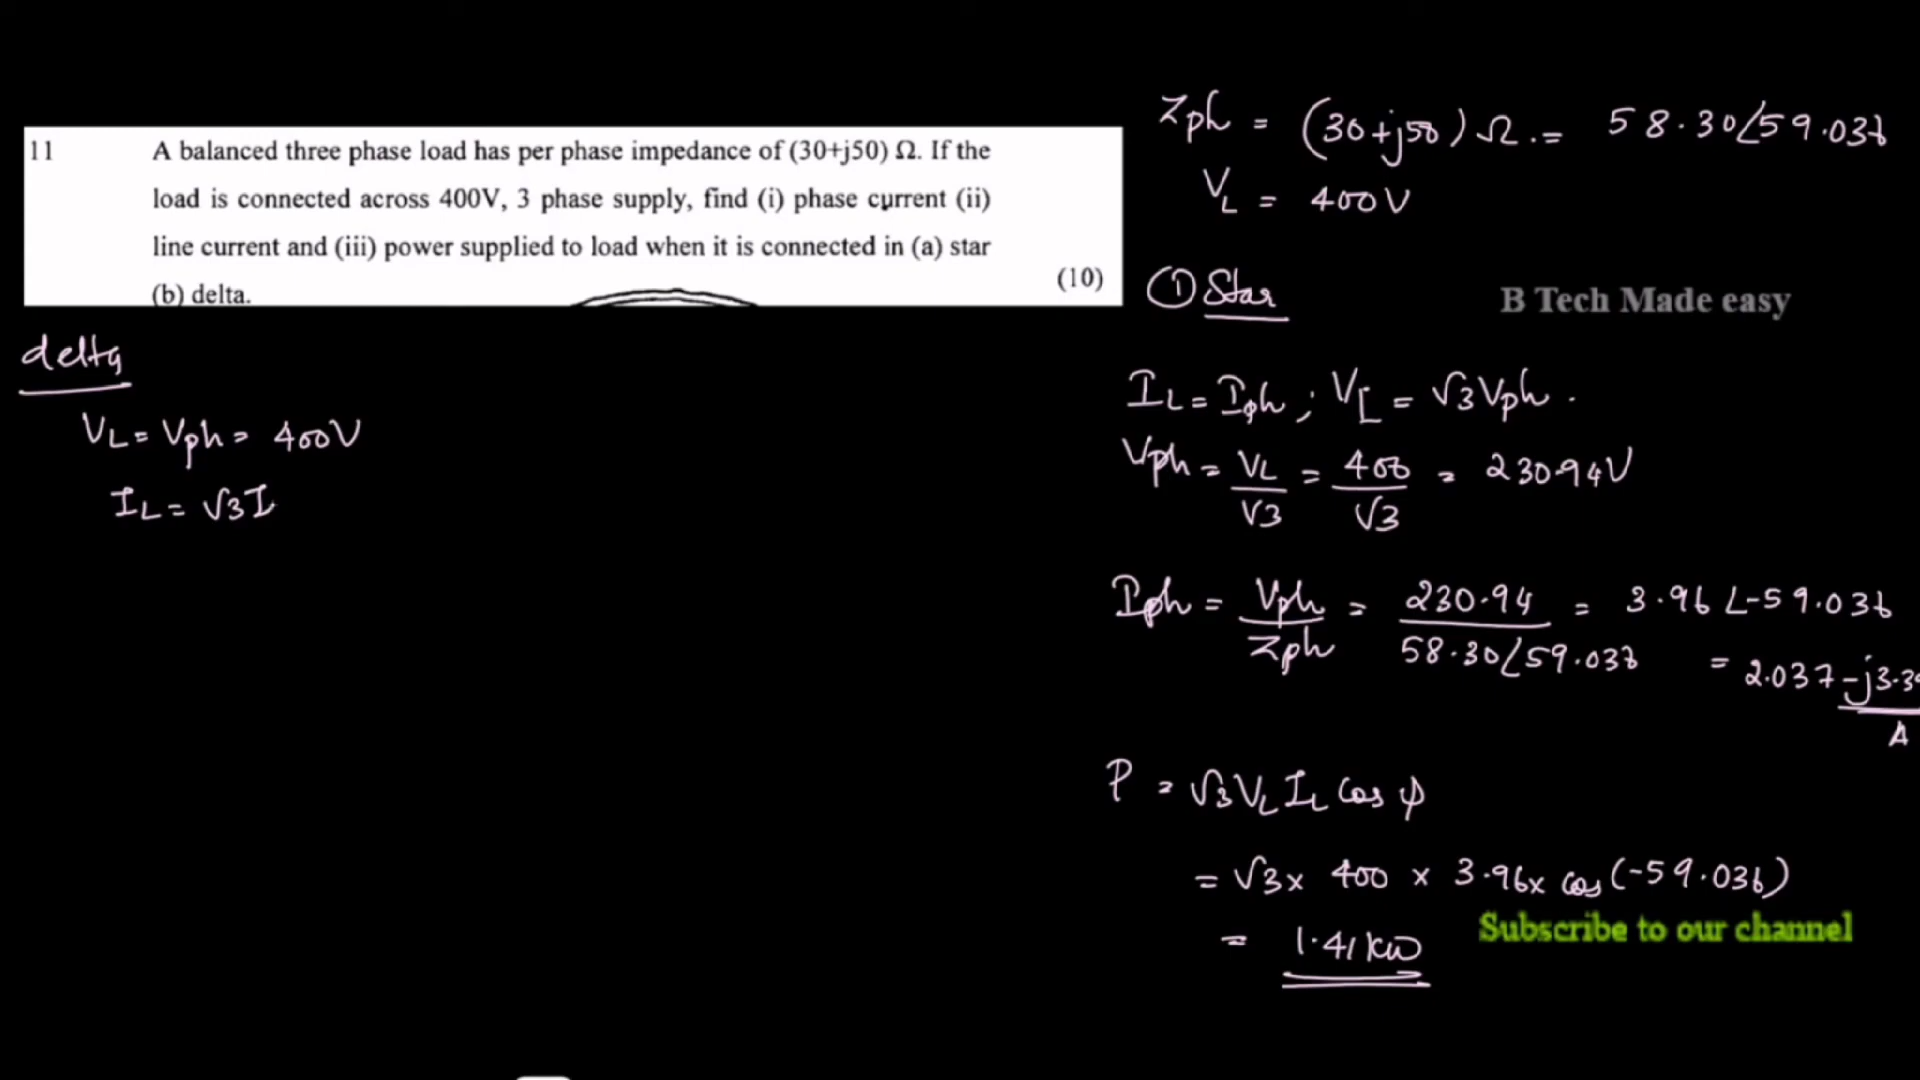 11 A balanced three phase load has per phase impedance of (30+j50) Ω. If the
load is connected across 400V, 3 phase supply, find (i) phase current (ii)
line current and (iii) power supplied to load when it is connected in (a) star
(b) delta. (10)
delta
VL = Vph = 400V
IL = √3 I
Zph = (30+j50) Ω. = 58.30∠59.036
VL = 400V
① Star
B Tech Made easy
IL = Iph ; VL = √3 Vph .
Vph = VL/√3 = 400/√3 = 230.94V
Iph = Vph/Zph = 230.94/58.30∠59.036 = 3.96∠-59.036
= 2.037 - j3.39
A
P = √3 VL IL Cos φ
= √3 x 400 x 3.96 x cos(-59.036)
= 1.41 kW
Subscribe to our channel